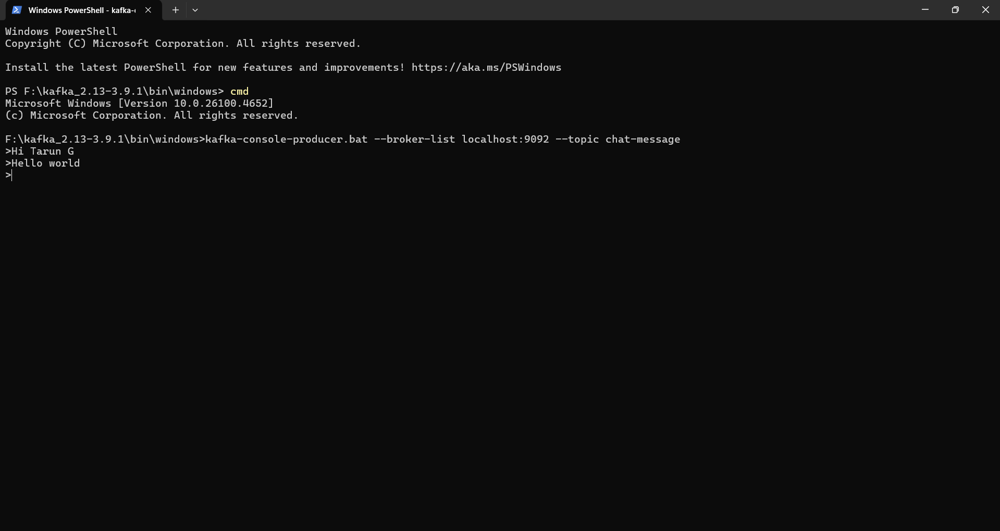 Windows PowerShell - kafka-
Windows PowerShell
Copyright (C) Microsoft Corporation. All rights reserved.
Install the latest PowerShell for new features and improvements! https://aka.ms/PSWindows
PS F:\kafka_2.13-3.9.1\bin\windows> cmd
Microsoft Windows [Version 10.0.26100.4652]
(c) Microsoft Corporation. All rights reserved.
F:\kafka_2.13-3.9.1\bin\windows>kafka-console-producer.bat --broker-list localhost:9092 --topic chat-message
>Hi Tarun G
>Hello world
>